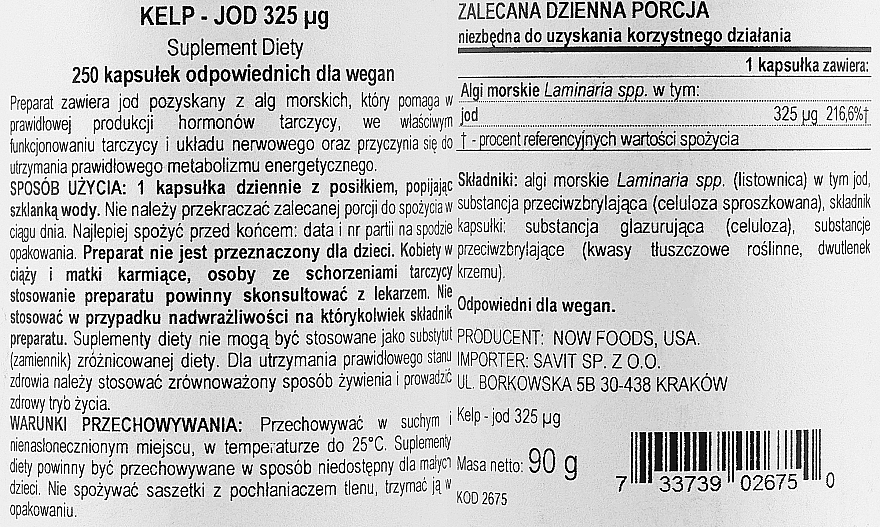 KELP - JOD 325 µg
Suplement Diety
250 kapsułek odpowiednich dla wegan
Preparat zawiera jod pozyskany z alg morskich, który pomaga w
prawidłowej produkcji hormonów tarczycy, we właściwym
funkcjonowaniu tarczycy i układu nerwowego oraz przyczynia się do
utrzymania prawidłowego metabolizmu energetycznego.
SPOSÓB UŻYCIA: 1 kapsułka dziennie z posiłkiem, popijając
szklanką wody. Nie należy przekraczać zalecanej porcji do spożycia w
ciągu dnia. Najlepiej spożyć przed końcem: data i nr partii na spodzie
opakowania. Preparat nie jest przeznaczony dla dzieci. Kobiety w
ciąży i matki karmiące, osoby ze schorzeniami tarczycy
stosowanie preparatu powinny skonsultować z lekarzem. Nie
stosować w przypadku nadwrażliwości na którykolwiek składnik
preparatu. Suplementy diety nie mogą być stosowane jako substytut
(zamiennik) zróżnicowanej diety. Dla utrzymania prawidłowego stanu
zdrowia należy stosować zrównoważony sposób żywienia i prowadzić
zdrowy tryb życia.
WARUNKI PRZECHOWYWANIA: Przechowywać w suchym i
nienasłonecznionym miejscu, w temperaturze do 25°C. Suplementy
diety powinny być przechowywane w sposób niedostępny dla małych
dzieci. Nie spożywać saszetki z pochłaniaczem tlenu, trzymać ją w
opakowaniu.
ZALECANA DZIENNA PORCJA
niezbędna do uzyskania korzystnego działania
1 kapsułka zawiera:
Algi morskie Laminaria spp. w tym:
jod 325 µg 216,6%†
† - procent referencyjnych wartości spożycia
Składniki: algi morskie Laminaria spp. (listownica) w tym jod,
substancja przeciwzbrylająca (celuloza sproszkowana), składnik
kapsułki: substancja glazurująca (celuloza), substancje
przeciwzbrylające (kwasy tłuszczowe roślinne, dwutlenek
krzemu).
Odpowiedni dla wegan.
PRODUCENT: NOW FOODS, USA.
IMPORTER: SAVIT SP. Z O.O.
UL. BORKOWSKA 5B 30-438 KRAKÓW
Kelp - jod 325 µg
Masa netto: 90 g
KOD 2675
7 33739 02675 0